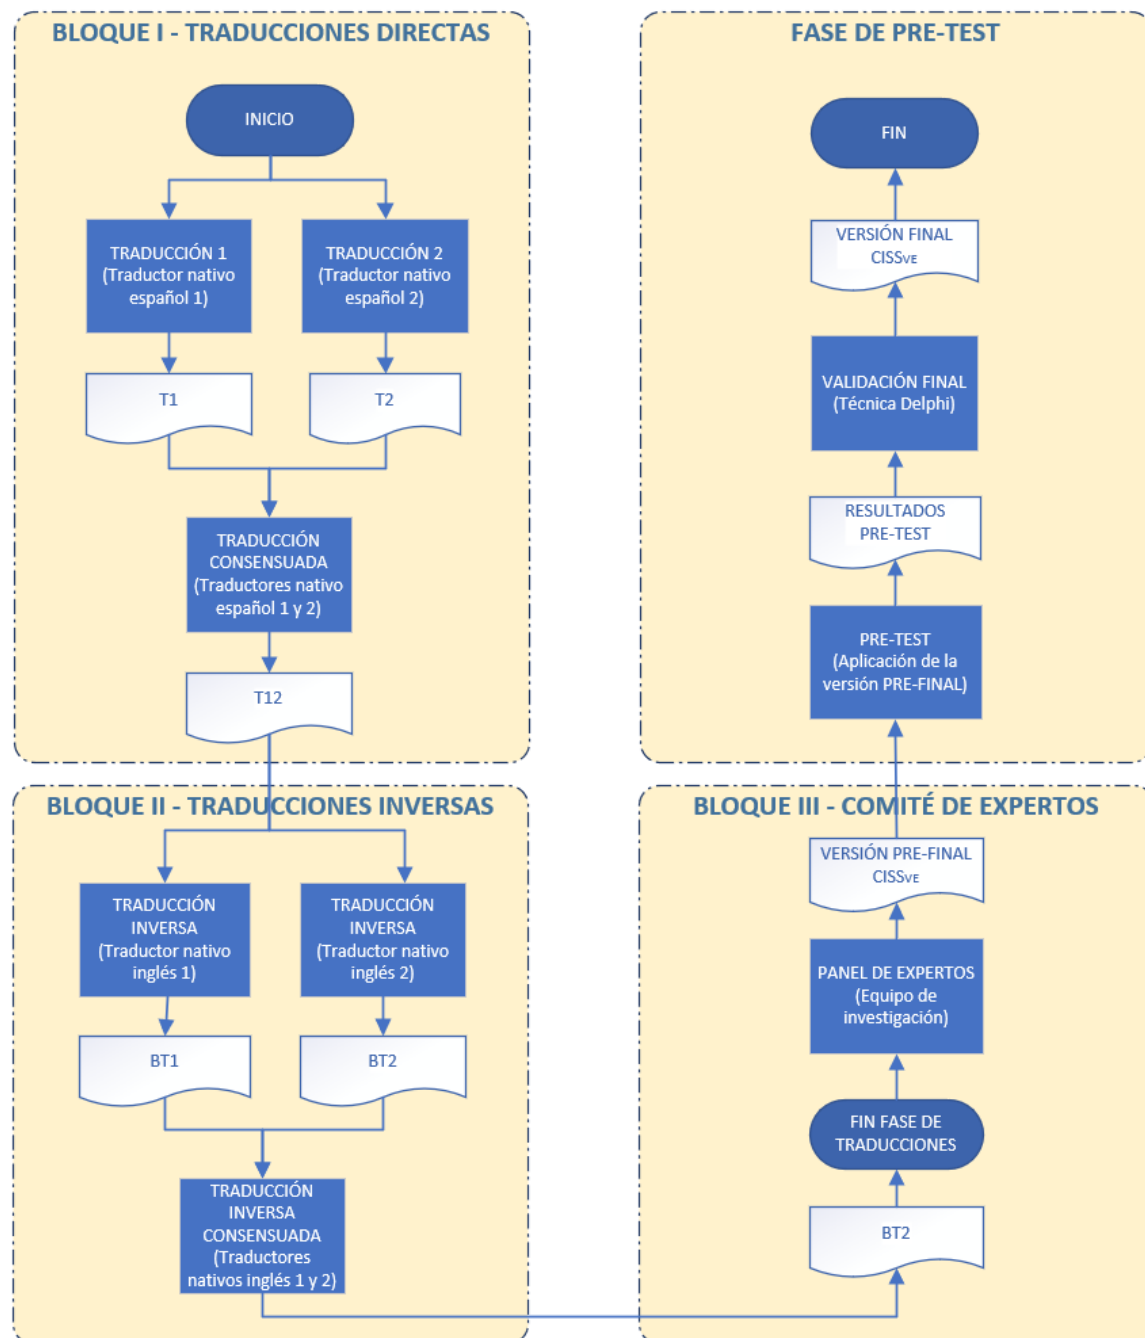 BLOQUE I - TRADUCCIONES DIRECTAS
INICIO
TRADUCCIÓN 1
(Traductor nativo
español 1)
TRADUCCIÓN 2
(Traductor nativo
español 2)
T1
T2
TRADUCCIÓN
CONSENSUADA
(Traductores nativo
español 1 y 2)
T12
BLOQUE II - TRADUCCIONES INVERSAS
TRADUCCIÓN
INVERSA
(Traductor nativo
inglés 1)
TRADUCCIÓN
INVERSA
(Traductor nativo
inglés 2)
BT1
BT2
TRADUCCIÓN
INVERSA
CONSENSUADA
(Traductores
nativos inglés 1 y 2)
FASE DE PRE-TEST
FIN
VERSIÓN FINAL
CISSVE
VALIDACIÓN FINAL
(Técnica Delphi)
RESULTADOS
PRE-TEST
PRE-TEST
(Aplicación de la
versión PRE-FINAL)
BLOQUE III - COMITÉ DE EXPERTOS
VERSIÓN PRE-FINAL
CISSVE
PANEL DE EXPERTOS
(Equipo de
investigación)
FIN FASE DE
TRADUCCIONES
BT2